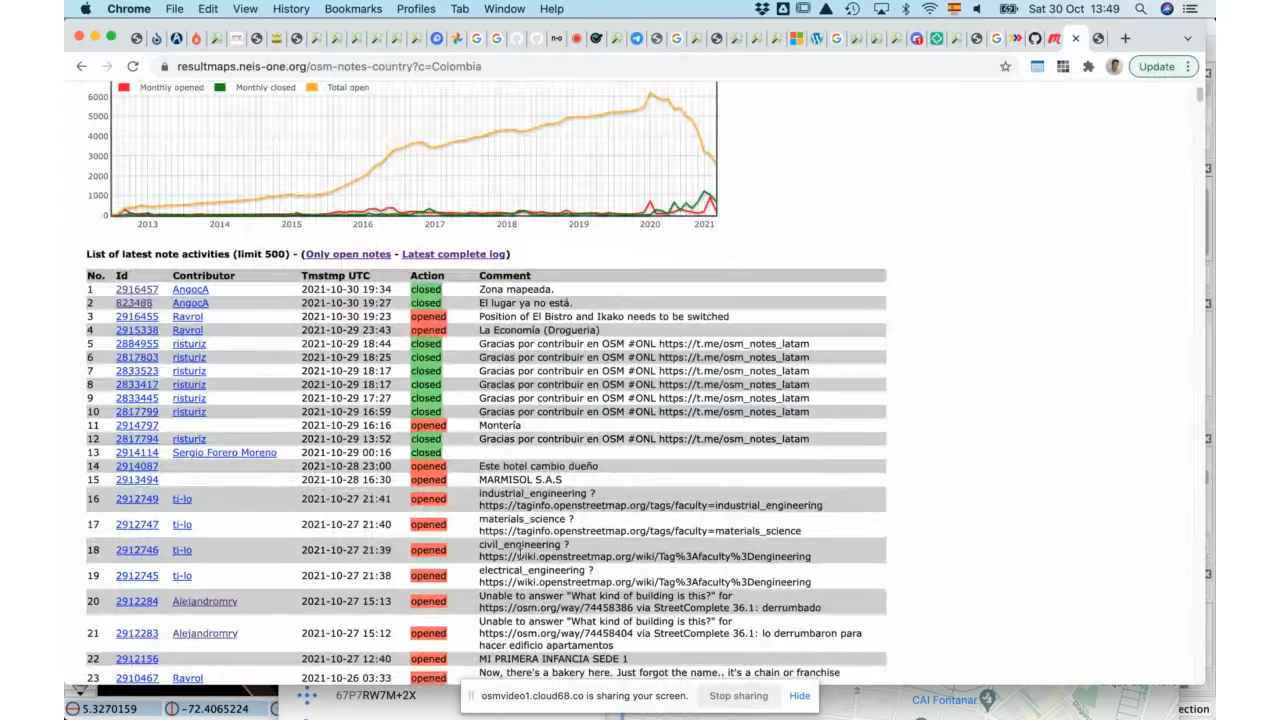 Chrome File Edit View History Bookmarks Profiles Tab Window Help Sat 30 Oct 13:49
resultmaps.neis-one.org/osm-notes-country?c=Colombia Update
Monthly opened Monthly closed Total open
6000
5000
4000
3000
2000
1000
0
2013 2014 2015 2016 2017 2018 2019 2020 2021
List of latest note activities (limit 500) - (Only open notes - Latest complete log)
No. Id Contributor Tmstmp UTC Action Comment
1 2916457 AngocA 2021-10-30 19:34 closed Zona mapeada.
2 823488 AngocA 2021-10-30 19:27 closed El lugar ya no está.
3 2916455 Ravrol 2021-10-30 19:23 opened Position of El Bistro and Ikako needs to be switched
4 2915338 Ravrol 2021-10-29 23:43 opened La Economía (Drogueria)
5 2884955 risturiz 2021-10-29 18:44 closed Gracias por contribuir en OSM #ONL https://t.me/osm_notes_latam
6 2817803 risturiz 2021-10-29 18:25 closed Gracias por contribuir en OSM #ONL https://t.me/osm_notes_latam
7 2833523 risturiz 2021-10-29 18:17 closed Gracias por contribuir en OSM #ONL https://t.me/osm_notes_latam
8 2833417 risturiz 2021-10-29 18:17 closed Gracias por contribuir en OSM #ONL https://t.me/osm_notes_latam
9 2833445 risturiz 2021-10-29 17:27 closed Gracias por contribuir en OSM #ONL https://t.me/osm_notes_latam
10 2817799 risturiz 2021-10-29 16:59 closed Gracias por contribuir en OSM #ONL https://t.me/osm_notes_latam
11 2914797 2021-10-29 16:16 opened Montería
12 2817794 risturiz 2021-10-29 13:52 closed Gracias por contribuir en OSM #ONL https://t.me/osm_notes_latam
13 2914114 Sergio Forero Moreno 2021-10-29 00:16 closed
14 2914087 2021-10-28 23:00 opened Este hotel cambio dueño
15 2913494 2021-10-28 16:30 opened MARMISOL S.A.S
16 2912749 ti-lo 2021-10-27 21:41 opened industrial_engineering ?
https://taginfo.openstreetmap.org/tags/faculty=industrial_engineering
17 2912747 ti-lo 2021-10-27 21:40 opened materials_science ?
https://taginfo.openstreetmap.org/tags/faculty=materials_science
18 2912746 ti-lo 2021-10-27 21:39 opened civil_engineering ?
https://wiki.openstreetmap.org/wiki/Tag%3Afaculty%3Dengineering
19 2912745 ti-lo 2021-10-27 21:38 opened electrical_engineering ?
https://wiki.openstreetmap.org/wiki/Tag%3Afaculty%3Dengineering
20 2912284 Alejandromry 2021-10-27 15:13 opened Unable to answer "What kind of building is this?" for
https://osm.org/way/74458386 via StreetComplete 36.1: derrumbado
21 2912283 Alejandromry 2021-10-27 15:12 opened Unable to answer "What kind of building is this?" for
https://osm.org/way/74458404 via StreetComplete 36.1: lo derrumbaron para
hacer edificio apartamentos
22 2912156 2021-10-27 12:40 opened MI PRIMERA INFANCIA SEDE 1
23 2910467 Ravrol 2021-10-26 03:33 opened Now, there's a bakery here. Just forgot the name.. it's a chain or franchise
67P7RW7M+2X
osmvideo1.cloud68.co is sharing your screen. Stop sharing Hide
CAI Fontanar
5.3270159 -72.4065224 ection